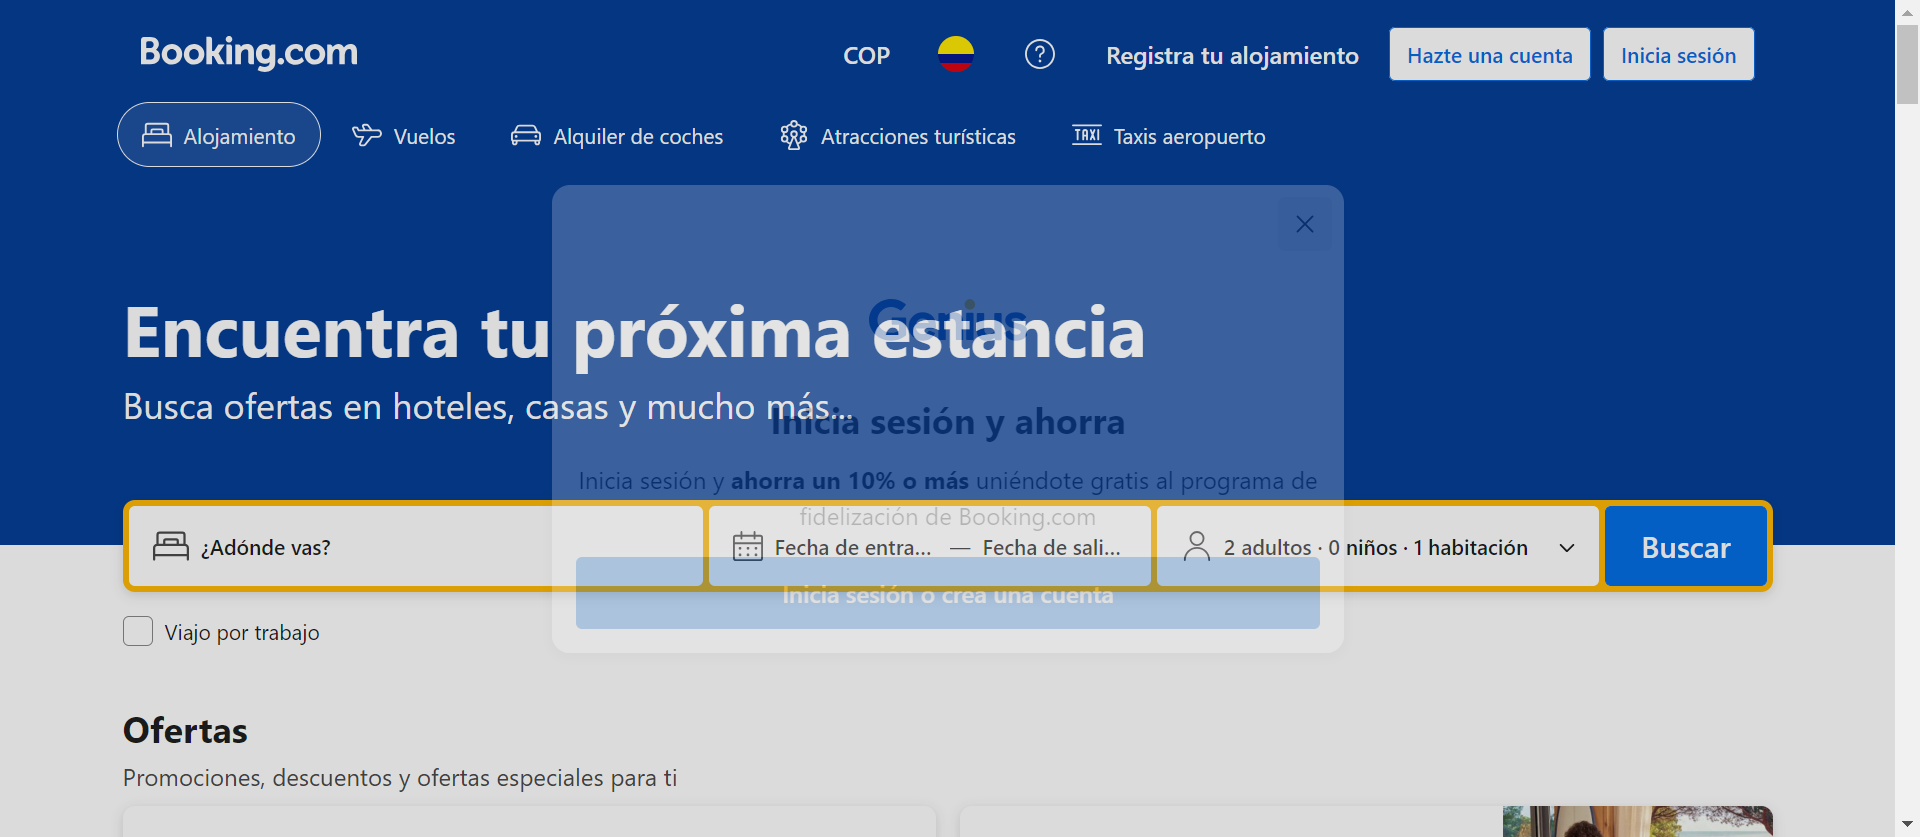 Booking.com
COP
Registra tu alojamiento
Hazte una cuenta
Inicia sesión
Alojamiento
Vuelos
Alquiler de coches
TAXI
Atracciones turísticas
Taxis aeropuerto
Genius
Encuentra tu próxima estancia
Busca ofertas en hoteles, casas y mucho más...
Inicia sesión y ahorra
Inicia sesión y ahorra un 10% o más uniéndote gratis al programa de
fidelización de Booking.com
¿Adónde vas?
Fecha de entra... — Fecha de sali...
2 adultos · 0 niños · 1 habitación
Buscar
Inicia sesión o crea una cuenta
Viajo por trabajo
Ofertas
Promociones, descuentos y ofertas especiales para ti